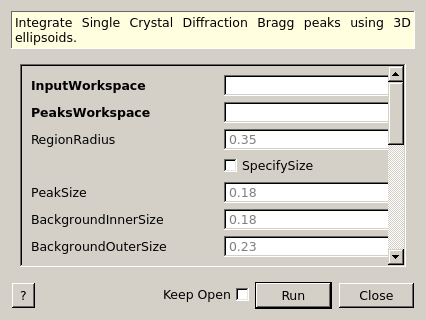 Integrate Single Crystal Diffraction Bragg peaks using 3D
ellipsoids.
InputWorkspace
PeaksWorkspace
RegionRadius 0.35
SpecifySize
PeakSize 0.18
BackgroundInnerSize 0.18
BackgroundOuterSize 0.23
? Keep Open Run Close